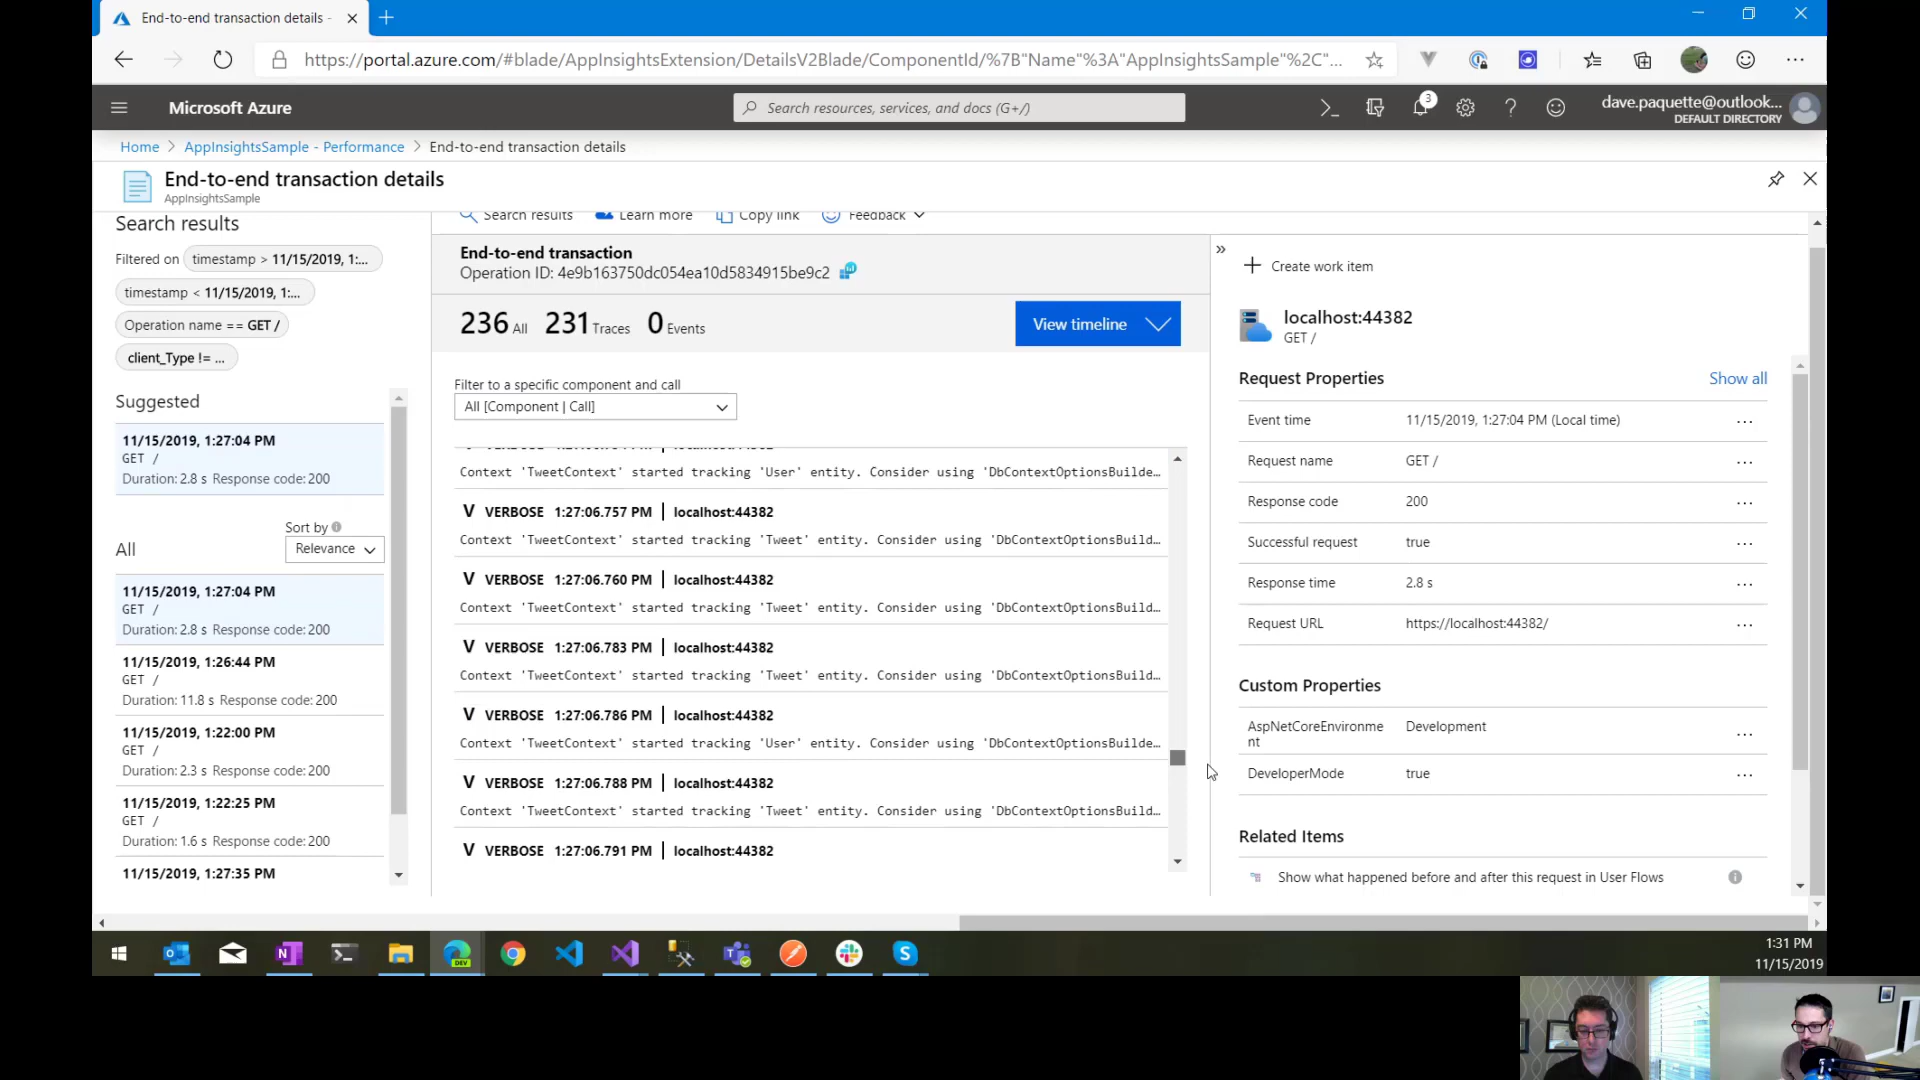 End-to-end transaction details -
https://portal.azure.com/#blade/AppInsightsExtension/DetailsV2Blade/ComponentId/%7B"Name"%3A"AppInsightsSample"%2C"...
Microsoft Azure
Search resources, services, and docs (G+/)
3
dave.paquette@outlook...
DEFAULT DIRECTORY
Home > AppInsightsSample - Performance > End-to-end transaction details
End-to-end transaction details
AppInsightsSample
Search results
Filtered on timestamp > 11/15/2019, 1:...
timestamp < 11/15/2019, 1:...
Operation name == GET /
client_Type != ...
Suggested
11/15/2019, 1:27:04 PM
GET /
Duration: 2.8 s Response code: 200
Sort by
All
Relevance
11/15/2019, 1:27:04 PM
GET /
Duration: 2.8 s Response code: 200
11/15/2019, 1:26:44 PM
GET /
Duration: 11.8 s Response code: 200
11/15/2019, 1:22:00 PM
GET /
Duration: 2.3 s Response code: 200
11/15/2019, 1:22:25 PM
GET /
Duration: 1.6 s Response code: 200
11/15/2019, 1:27:35 PM
Search results Learn more Copy link Feedback
End-to-end transaction
Operation ID: 4e9b163750dc054ea10d5834915be9c2
236 All 231 Traces 0 Events
View timeline
Filter to a specific component and call
All [Component | Call]
Context 'TweetContext' started tracking 'User' entity. Consider using 'DbContextOptionsBuilde…
V VERBOSE 1:27:06.757 PM | localhost:44382
Context 'TweetContext' started tracking 'Tweet' entity. Consider using 'DbContextOptionsBuild…
V VERBOSE 1:27:06.760 PM | localhost:44382
Context 'TweetContext' started tracking 'Tweet' entity. Consider using 'DbContextOptionsBuild…
V VERBOSE 1:27:06.783 PM | localhost:44382
Context 'TweetContext' started tracking 'Tweet' entity. Consider using 'DbContextOptionsBuild…
V VERBOSE 1:27:06.786 PM | localhost:44382
Context 'TweetContext' started tracking 'User' entity. Consider using 'DbContextOptionsBuilde…
V VERBOSE 1:27:06.788 PM | localhost:44382
Context 'TweetContext' started tracking 'Tweet' entity. Consider using 'DbContextOptionsBuild…
V VERBOSE 1:27:06.791 PM | localhost:44382
Create work item
localhost:44382
GET /
Request Properties Show all
Event time 11/15/2019, 1:27:04 PM (Local time) ...
Request name GET / ...
Response code 200 ...
Successful request true ...
Response time 2.8 s ...
Request URL https://localhost:44382/ ...
Custom Properties
AspNetCoreEnvironme
nt Development ...
DeveloperMode true ...
Related Items
Show what happened before and after this request in User Flows
DEV
1:31 PM
11/15/2019